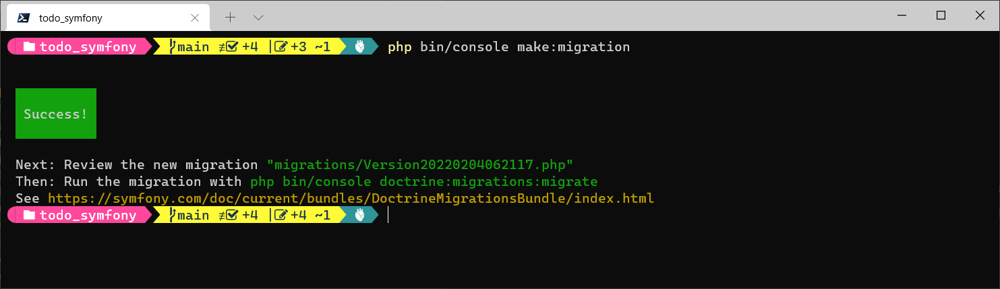 todo_symfony
todo_symfony main ≢ +4 | +3 ~1 php bin/console make:migration
Success!
Next: Review the new migration "migrations/Version20220204062117.php"
Then: Run the migration with php bin/console doctrine:migrations:migrate
See https://symfony.com/doc/current/bundles/DoctrineMigrationsBundle/index.html
todo_symfony main ≢ +4 | +4 ~1